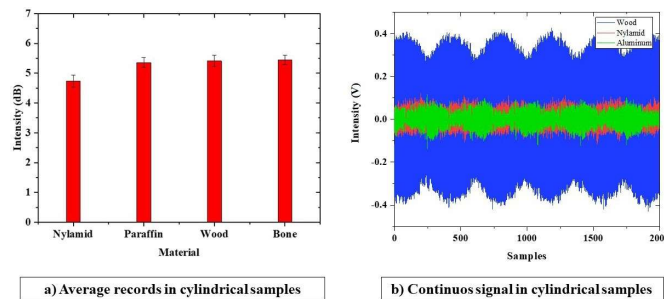 7
6
5
4
3
2
1
0
Intensity (dB)
Nylamid Paraffin Wood Bone
Material
a) Average records in cylindrical samples
Wood
Nylamid
Aluminum
0.4
0.2
0.0
-0.2
-0.4
Intensity (V)
0 500 1000 1500 200
Samples
b) Continuos signal in cylindrical samples